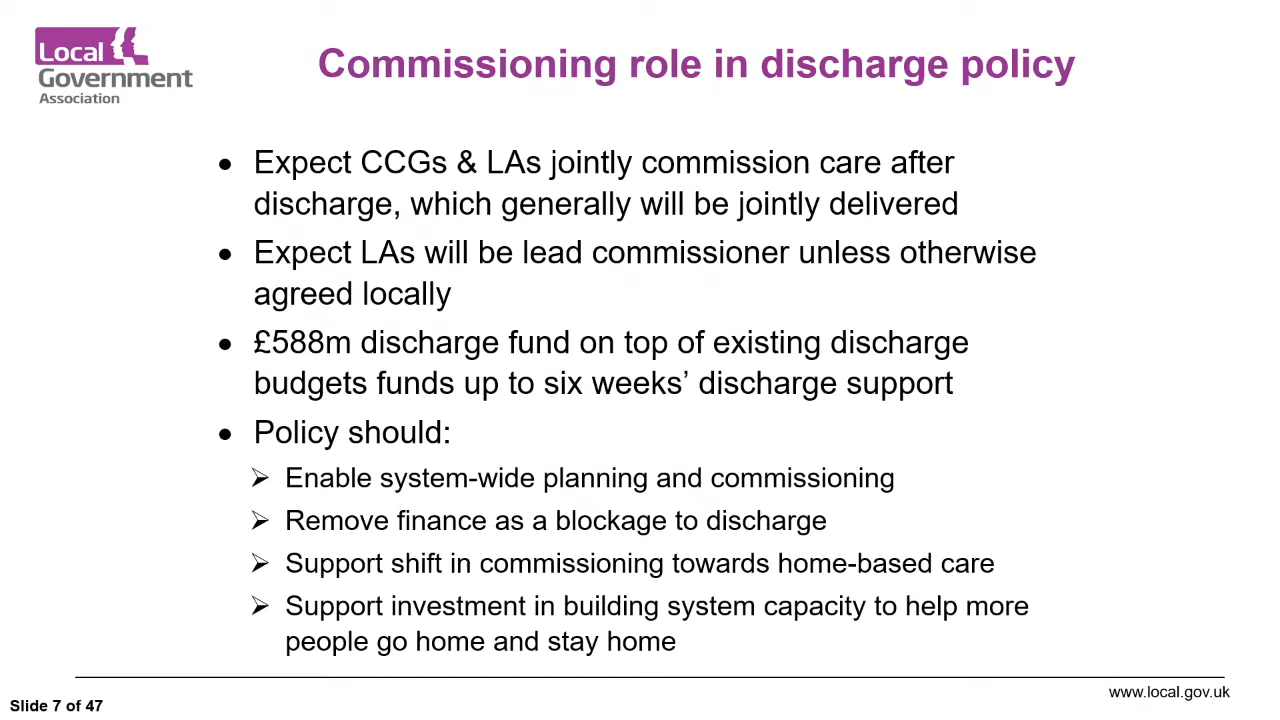 Local
Government
Association
Commissioning role in discharge policy
• Expect CCGs & LAs jointly commission care after
discharge, which generally will be jointly delivered
• Expect LAs will be lead commissioner unless otherwise
agreed locally
• £588m discharge fund on top of existing discharge
budgets funds up to six weeks’ discharge support
• Policy should:
➢ Enable system-wide planning and commissioning
➢ Remove finance as a blockage to discharge
➢ Support shift in commissioning towards home-based care
➢ Support investment in building system capacity to help more
people go home and stay home
www.local.gov.uk
Slide 7 of 47